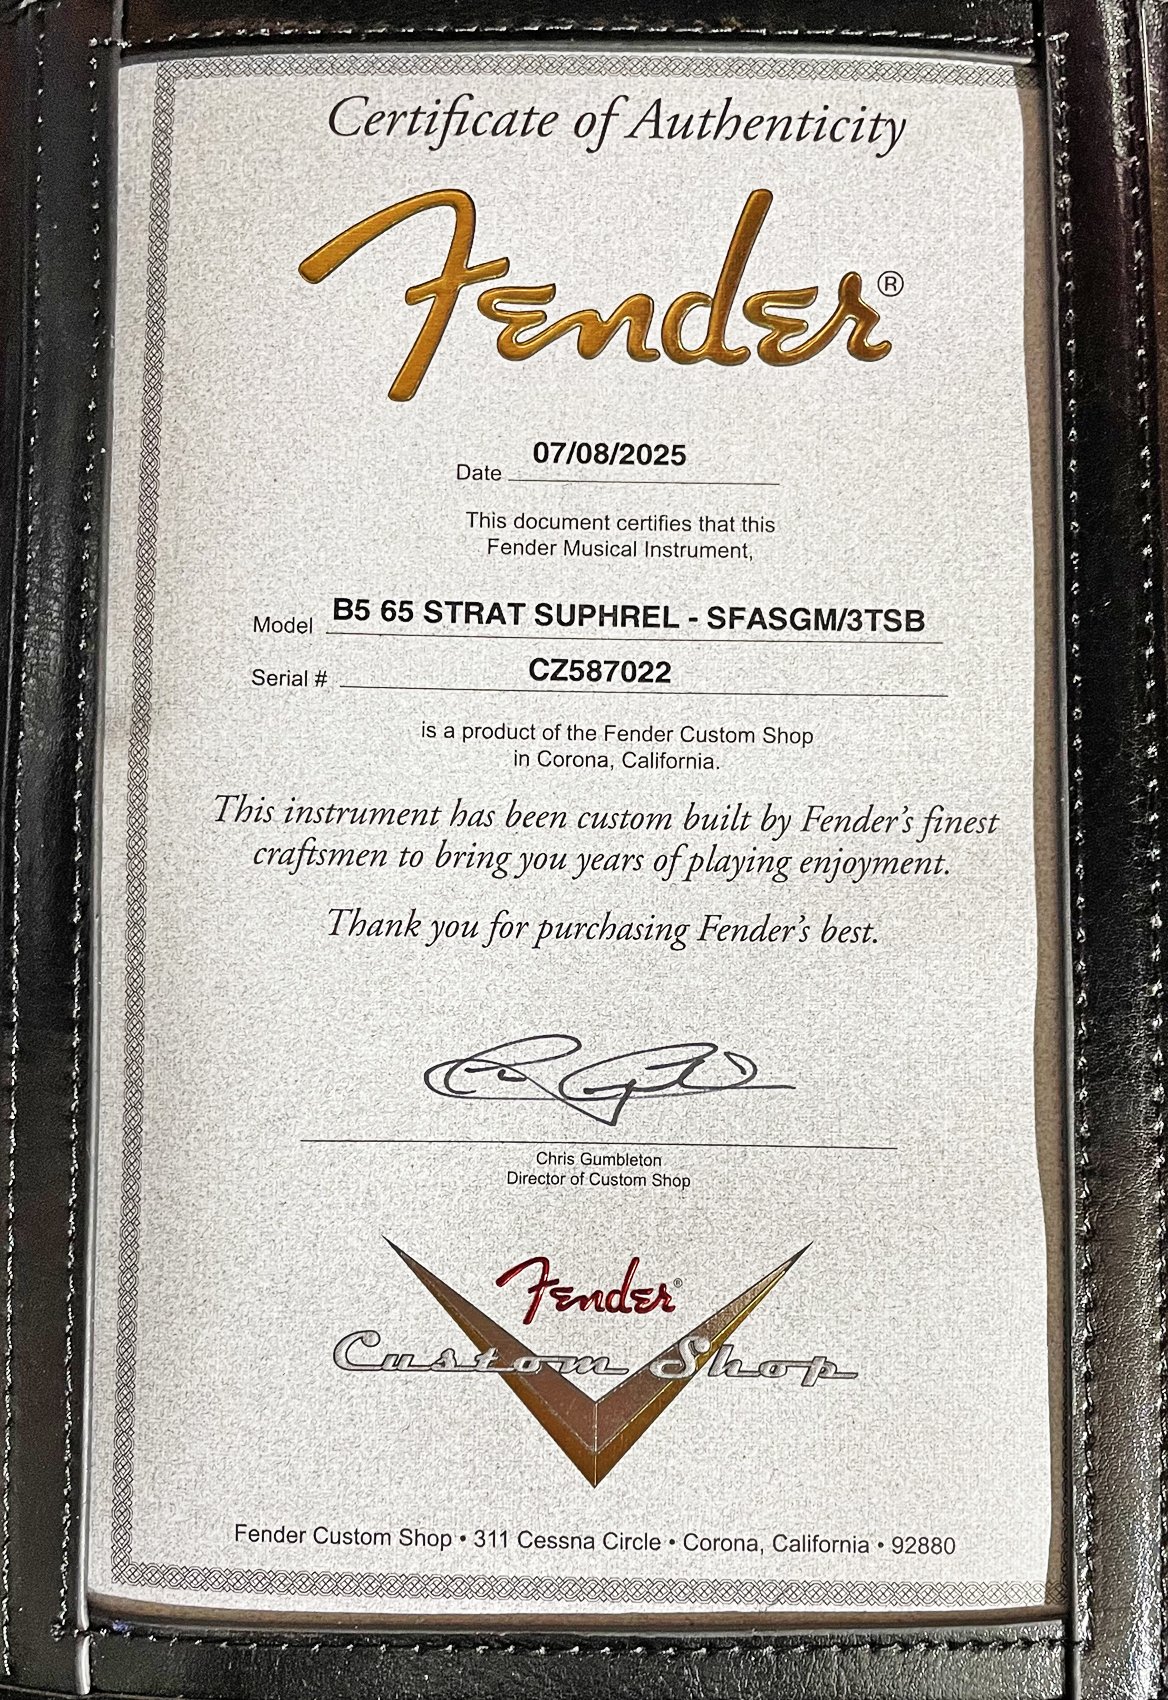 Certificate of Authenticity
Fender®
Date 07/08/2025
This document certifies that this
Fender Musical Instrument,
Model B5 65 STRAT SUPHREL - SFASGM/3TSB
Serial # CZ587022
is a product of the Fender Custom Shop
in Corona, California.
This instrument has been custom built by Fender's finest
craftsmen to bring you years of playing enjoyment.
Thank you for purchasing Fender's best.
Chris Gumbleton
Director of Custom Shop
Fender®
Custom Shop
Fender Custom Shop • 311 Cessna Circle • Corona, California • 92880